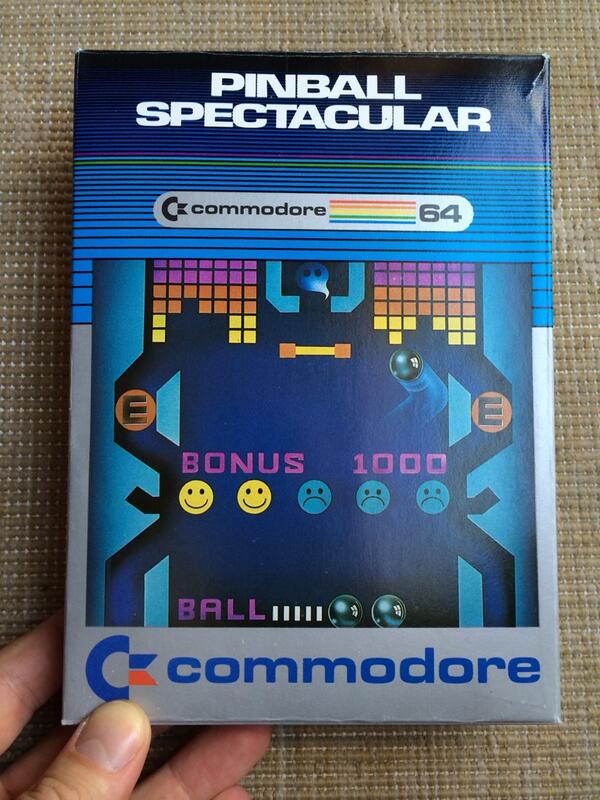 PINBALL
SPECTACULAR
commodore 64
E E
BONUS 1000
BALL
commodore